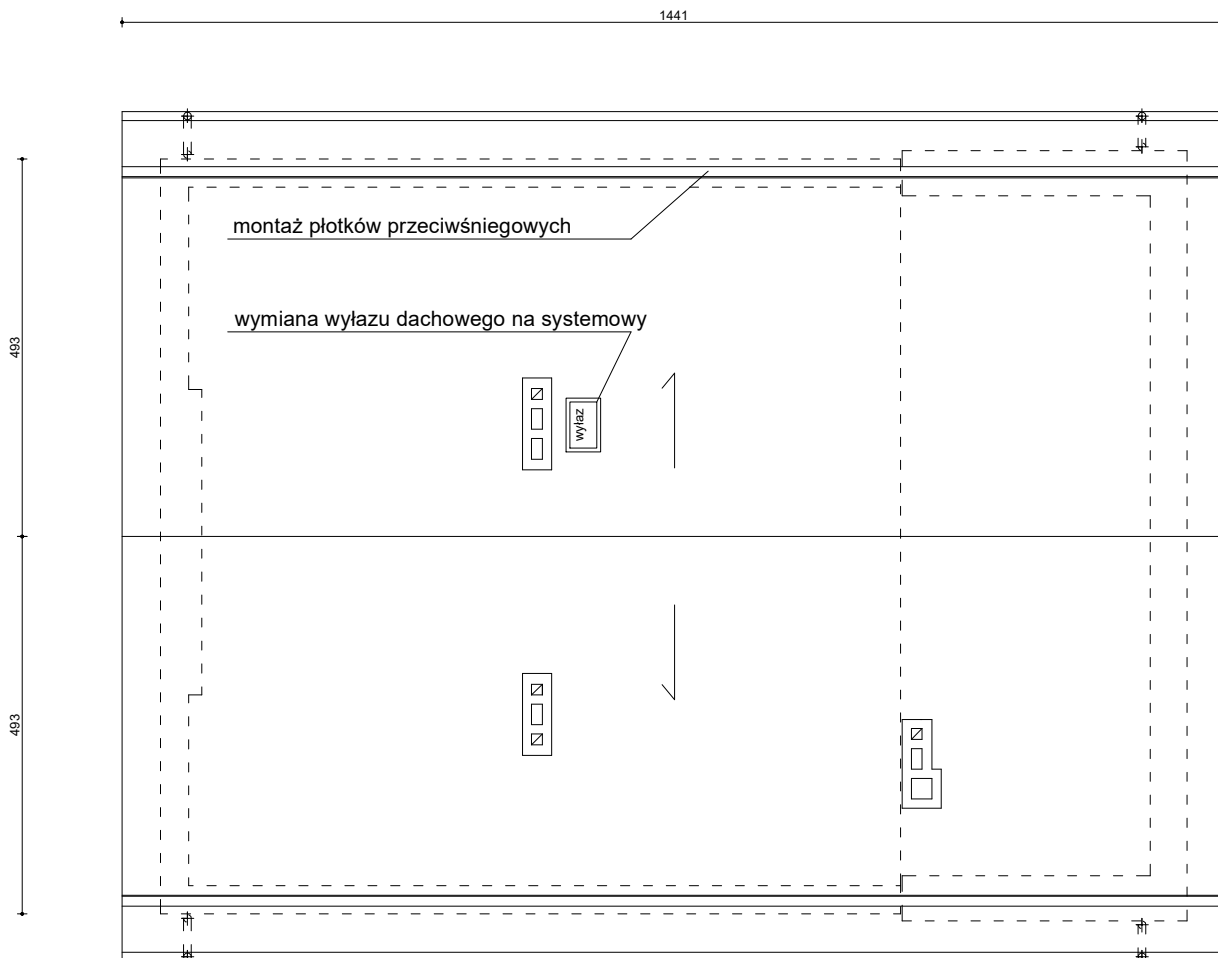 1441
montaż płotków przeciwśniegowych
wymiana wyłazu dachowego na systemowy
493
wyłaz
493